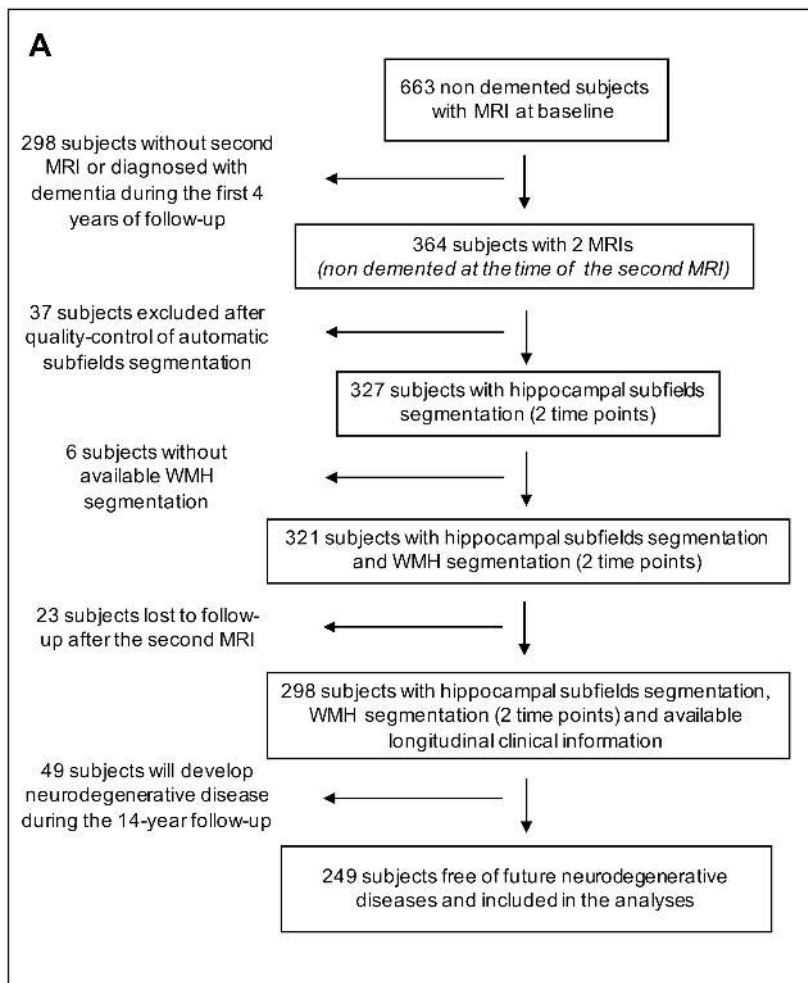 A
663 non demented subjects
with MRI at baseline
298 subjects without second
MRI or diagnosed with
dementia during the first 4
years of follow-up
364 subjects with 2 MRIs
(non demented at the time of the second MRI)
37 subjects excluded after
quality-control of automatic
subfields segmentation
327 subjects with hippocampal subfields
segmentation (2 time points)
6 subjects without
available WMH
segmentation
321 subjects with hippocampal subfields segmentation
and WMH segmentation (2 time points)
23 subjects lost to follow-
up after the second MRI
298 subjects with hippocampal subfields segmentation,
WMH segmentation (2 time points) and available
longitudinal clinical information
49 subjects will develop
neurodegenerative disease
during the 14-year follow-up
249 subjects free of future neurodegenerative
diseases and included in the analyses